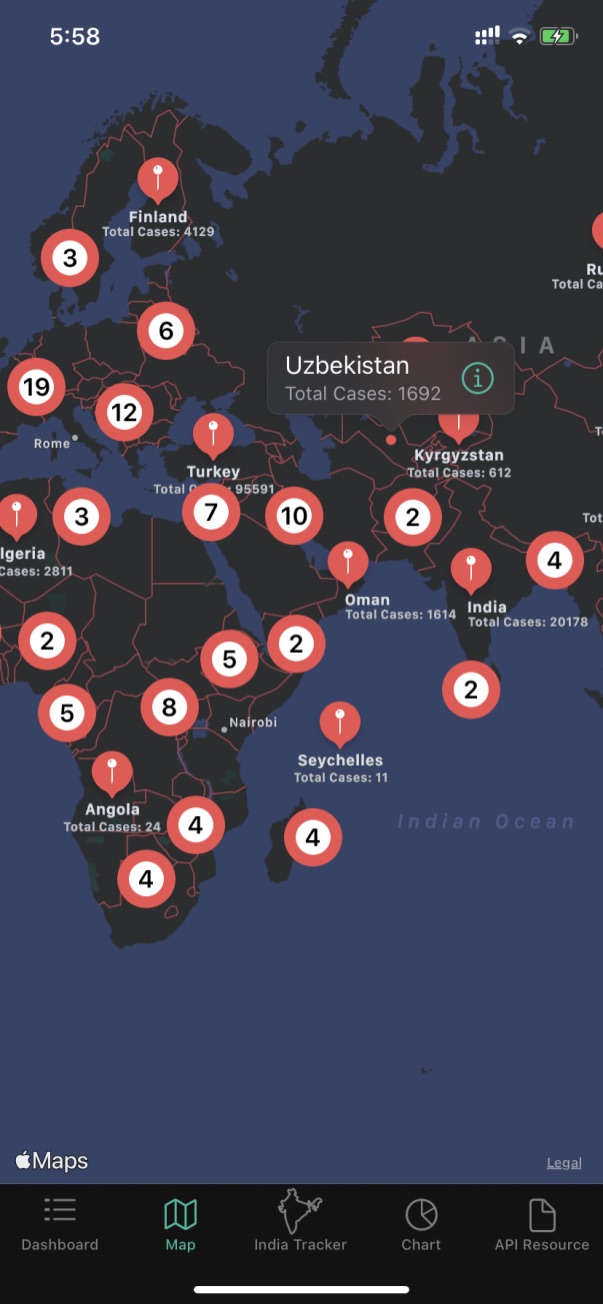 5:58
Finland
Total Cases: 4129
3
Ru
Total Ca
6
ASIA
Uzbekistan
Total Cases: 1692
19
12
Rome
Turkey
Total C
: 95591
Kyrgyzstan
Total Cases: 612
3
7
10
2
Tot
lgeria
Cases: 2811
4
Oman
Total Cases: 1614
India
Total Cases: 20178
2
5
2
2
5
8
Nairobi
Seychelles
Total Cases: 11
Angola
Total Cases: 24
4
4
Indian Ocean
4
Maps
Legal
Dashboard
Map
India Tracker
Chart
API Resource